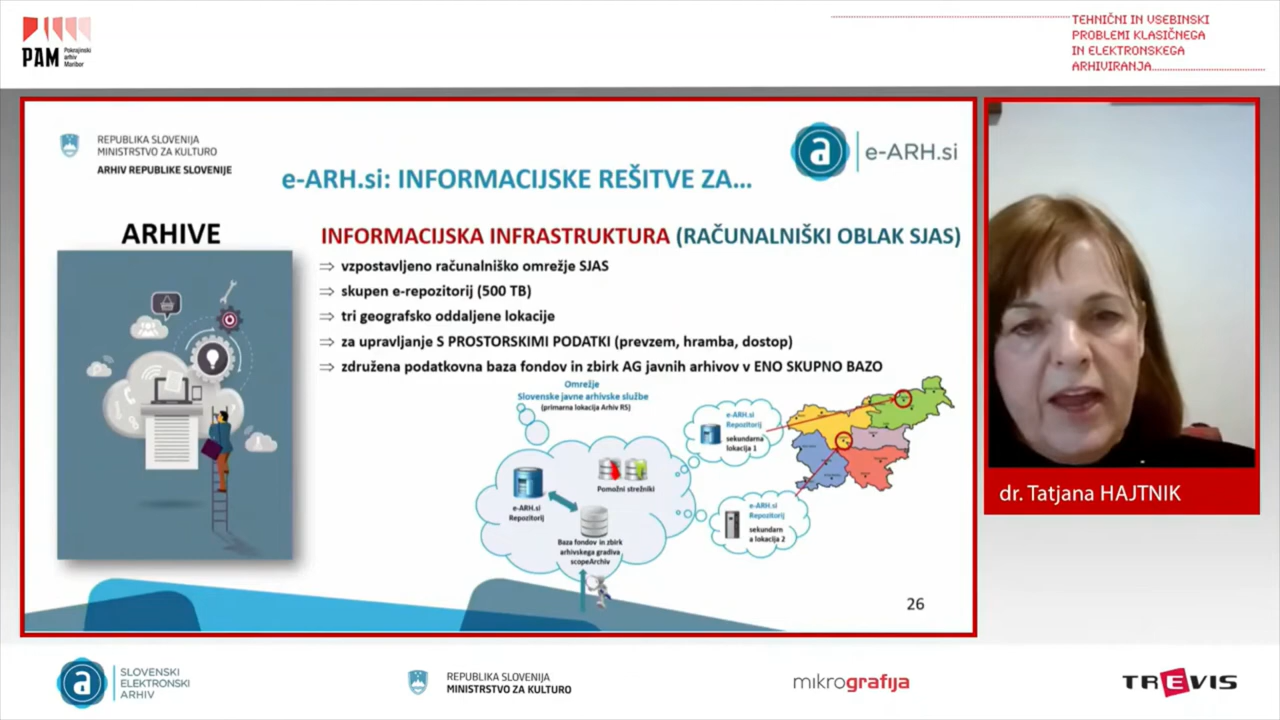 PAM
Pokrajinski
arhiv
Maribor
TEHNIČNI IN VSEBINSKI
PROBLEMI KLASIČNEGA
IN ELEKTRONSKEGA
ARHIVIRANJA
REPUBLIKA SLOVENIJA
MINISTRSTVO ZA KULTURO
ARHIV REPUBLIKE SLOVENIJE
a e-ARH.si
e-ARH.si: INFORMACIJSKE REŠITVE ZA...
ARHIVE
INFORMACIJSKA INFRASTRUKTURA (RAČUNALNIŠKI OBLAK SJAS)
⇒ vzpostavljeno računalniško omrežje SJAS
⇒ skupen e-repozitorij (500 TB)
⇒ tri geografsko oddaljene lokacije
⇒ za upravljanje S PROSTORSKIMI PODATKI (prevzem, hramba, dostop)
⇒ združena podatkovna baza fondov in zbirk AG javnih arhivov v ENO SKUPNO BAZO
Omrežje
Slovenske javne arhivske službe
(primarna lokacija Arhiv RS)
e-ARH.si
Repozitorij
Pomožni strežniki
Baza fondov in zbirk
arhivskega gradiva
scopeArchiv
e-ARH.si
Repozitorij
sekundarna
lokacija 1
e-ARH.si
Repozitorij
sekundarn
a lokacija 2
26
dr. Tatjana HAJTNIK
a SLOVENSKI
ELEKTRONSKI
ARHIV
REPUBLIKA SLOVENIJA
MINISTRSTVO ZA KULTURO
mikrografija
TREVIS